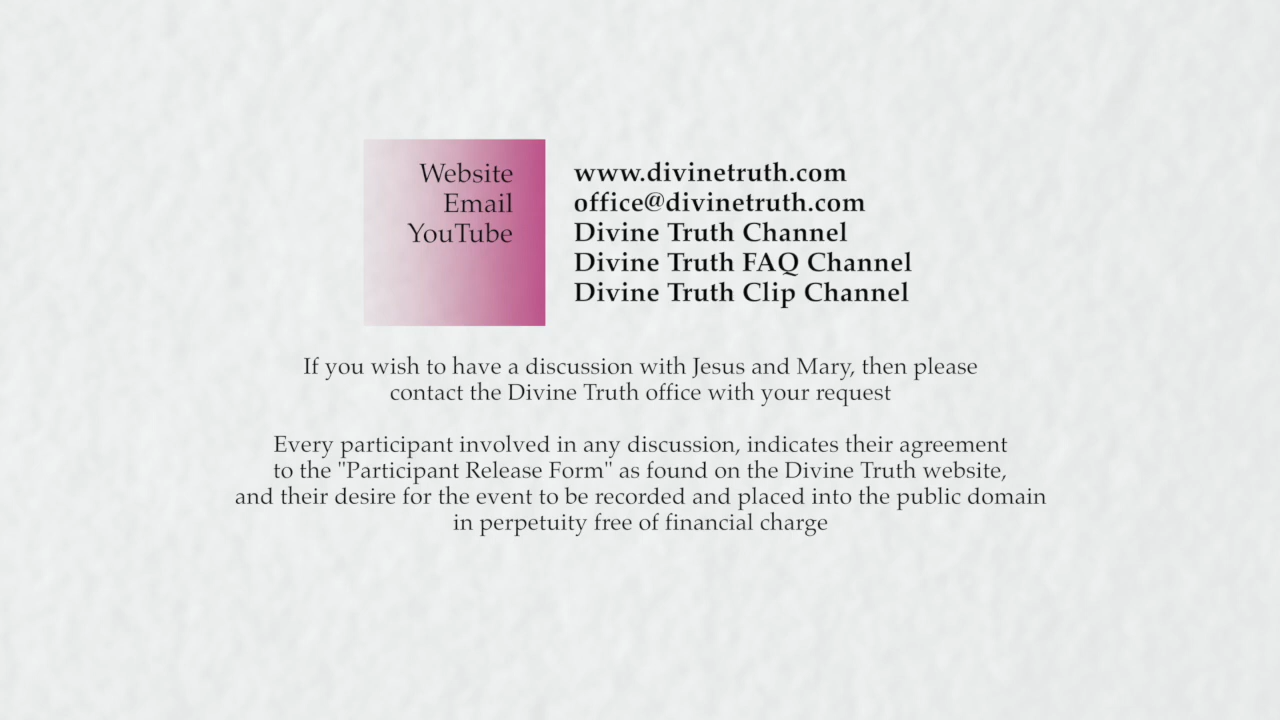 Website www.divinetruth.com
Email office@divinetruth.com
YouTube Divine Truth Channel
Divine Truth FAQ Channel
Divine Truth Clip Channel
If you wish to have a discussion with Jesus and Mary, then please
contact the Divine Truth office with your request
Every participant involved in any discussion, indicates their agreement
to the "Participant Release Form" as found on the Divine Truth website,
and their desire for the event to be recorded and placed into the public domain
in perpetuity free of financial charge